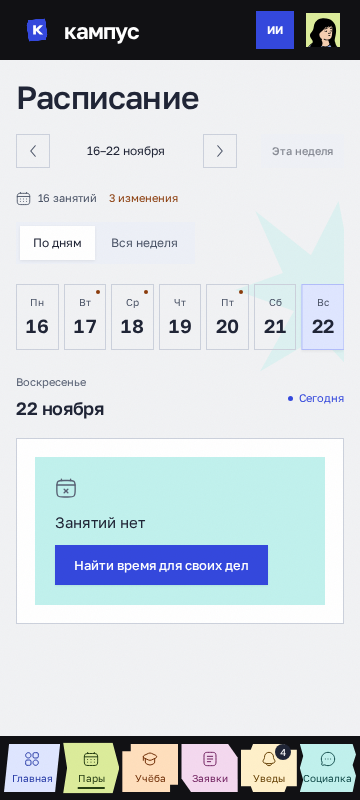 К кампус ИИ
Расписание
16–22 ноября Эта неделя
16 занятий 3 изменения
По дням Вся неделя
Пн Вт Ср Чт Пт Сб Вс
16 17 18 19 20 21 22
Воскресенье
22 ноября Сегодня
Занятий нет
Найти время для своих дел
4
Главная Пары Учёба Заявки Уведы Социалка